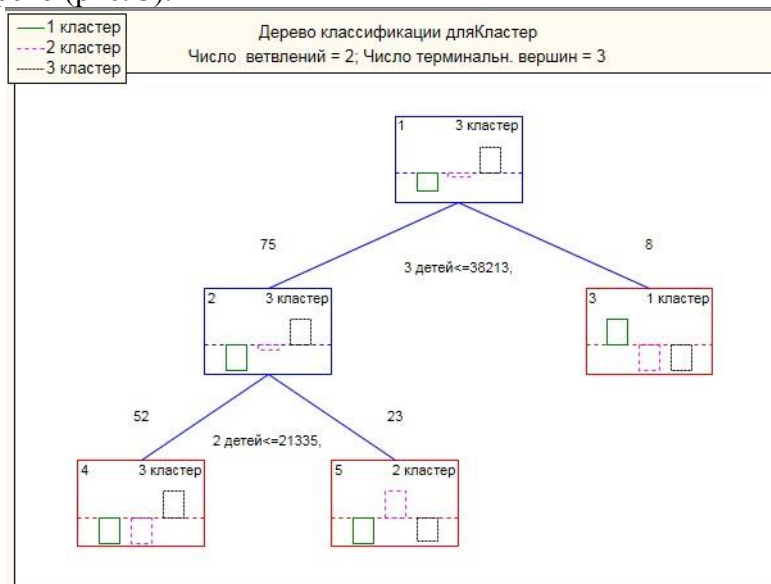 (рис. 3).
1 кластер
2 кластер
3 кластер
Дерево классификации дляКластер
Число ветвлений = 2; Число терминальн. вершин = 3
1 3 кластер
75 8
3 детей<=38213,
2 3 кластер
3 1 кластер
52 23
2 детей<=21335,
4 3 кластер
5 2 кластер